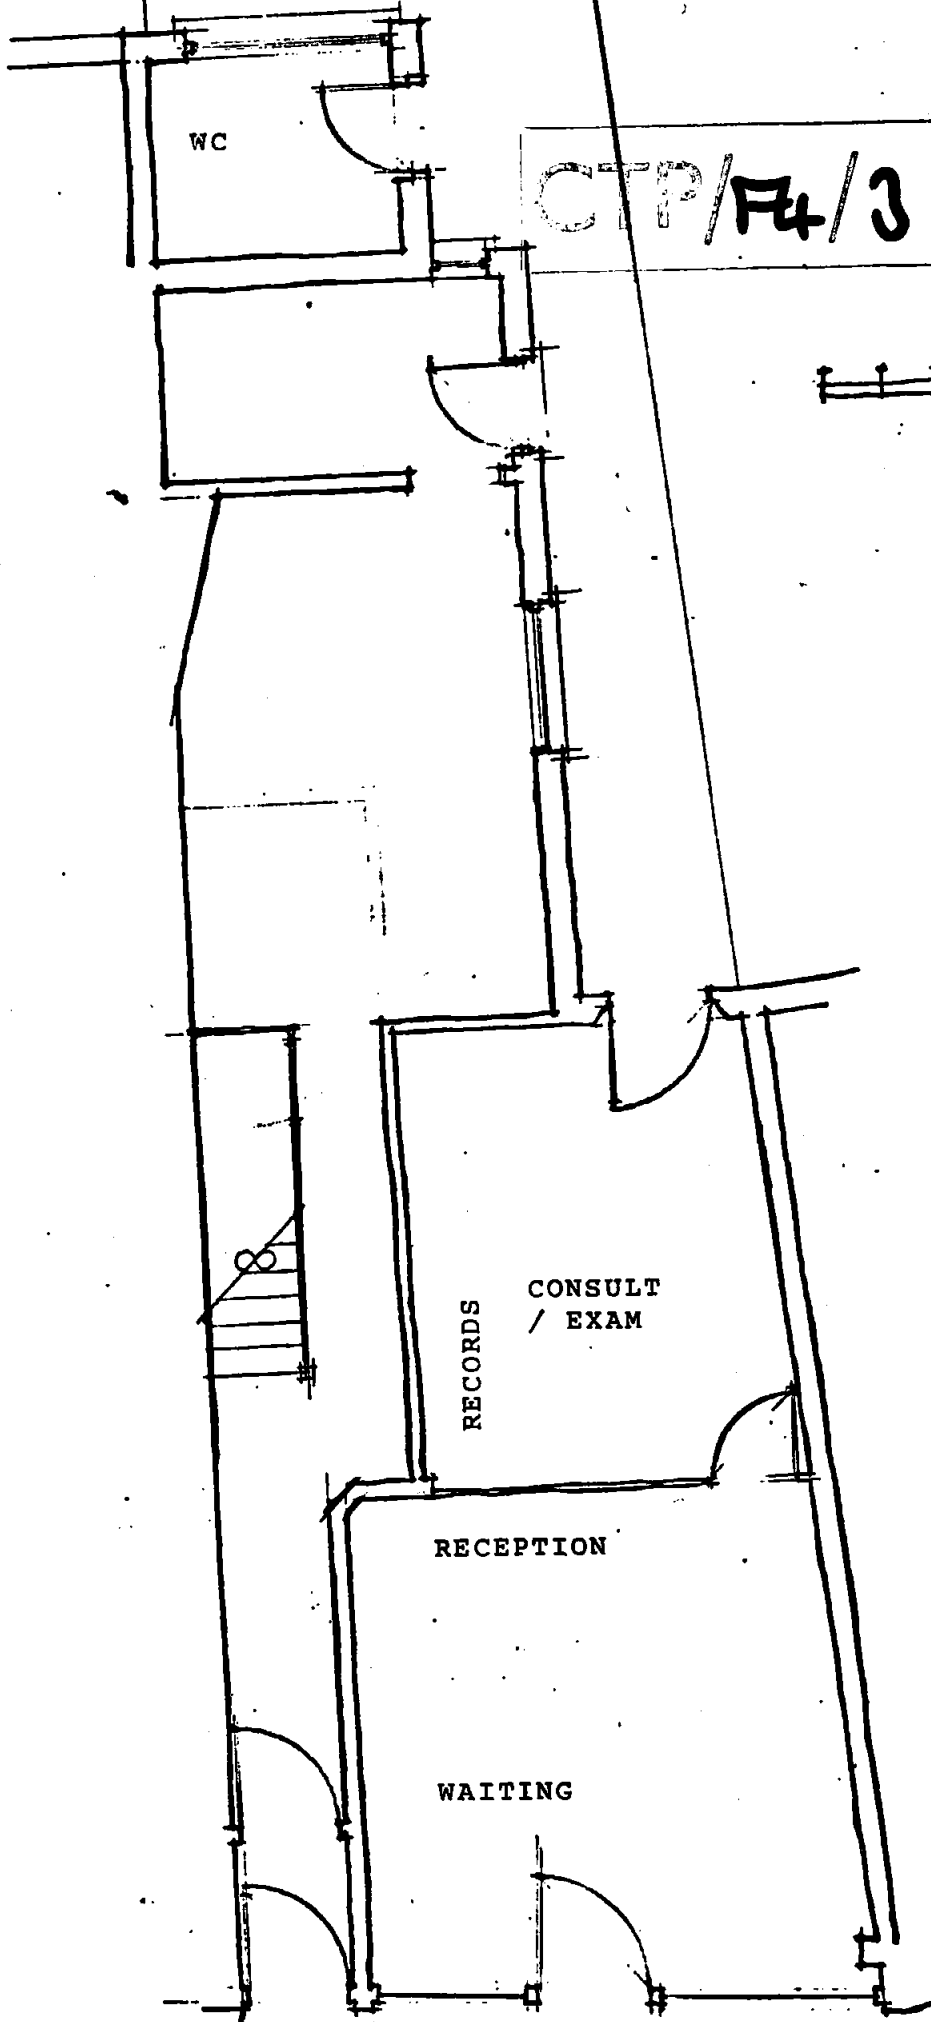 WC
CTP/F4/3
CONSULT
/ EXAM
RECORDS
RECEPTION
WAITING